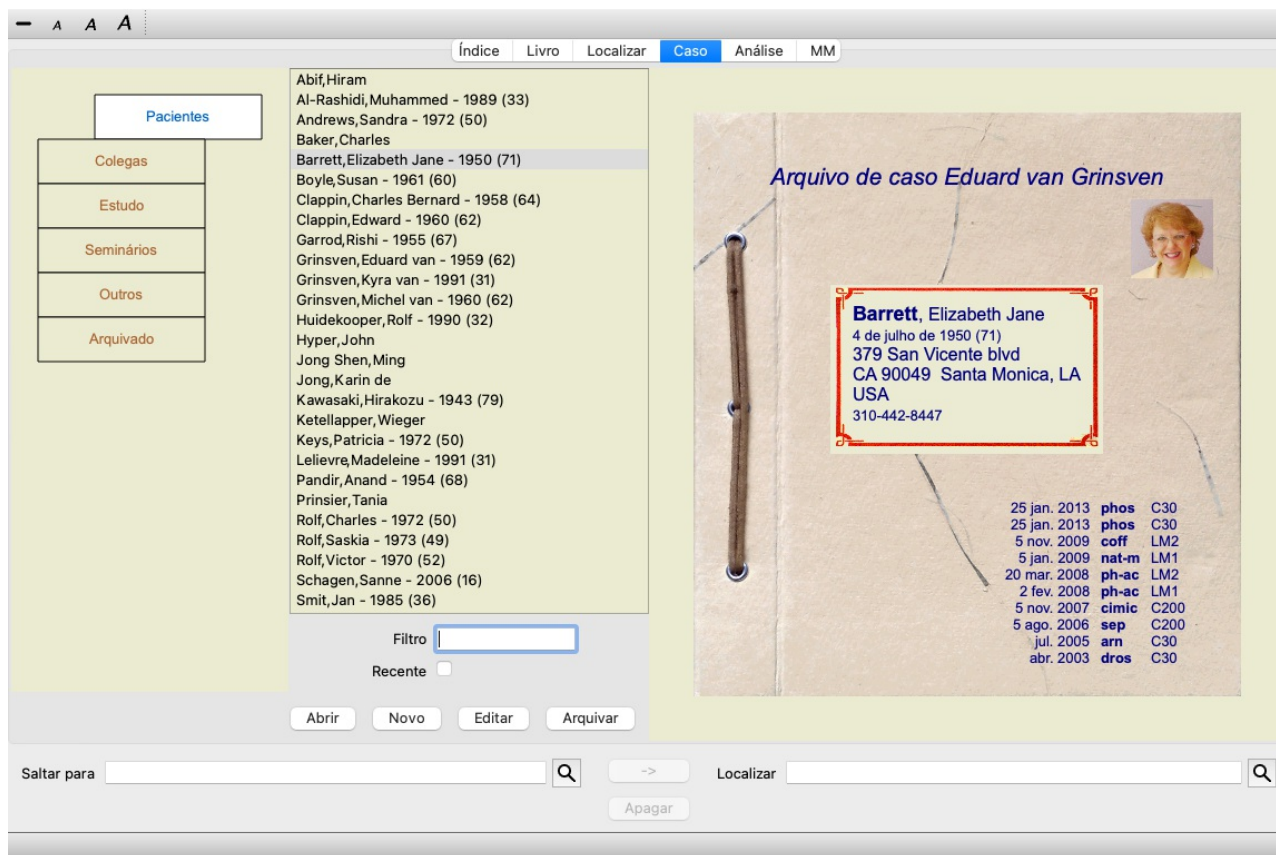 A A A
Índice Livro Localizar Caso Análise MM
Pacientes
Colegas
Estudo
Seminários
Outros
Arquivado
Abif,Hiram
Al-Rashidi,Muhammed - 1989 (33)
Andrews,Sandra - 1972 (50)
Baker,Charles
Barrett,Elizabeth Jane - 1950 (71)
Boyle,Susan - 1961 (60)
Clappin,Charles Bernard - 1958 (64)
Clappin,Edward - 1960 (62)
Garrod,Rishi - 1955 (67)
Grinsven,Eduard van - 1959 (62)
Grinsven,Kyra van - 1991 (31)
Grinsven,Michel van - 1960 (62)
Huidekooper,Rolf - 1990 (32)
Hyper,John
Jong Shen,Ming
Jong,Karin de
Kawasaki,Hirakozu - 1943 (79)
Ketellapper,Wieger
Keys,Patricia - 1972 (50)
Lelievre,Madeleine - 1991 (31)
Pandir,Anand - 1954 (68)
Prinsier,Tania
Rolf,Charles - 1972 (50)
Rolf,Saskia - 1973 (49)
Rolf,Victor - 1970 (52)
Schagen,Sanne - 2006 (16)
Smit,Jan - 1985 (36)
Filtro
Recente
Abrir Novo Editar Arquivar
Arquivo de caso Eduard van Grinsven
Barrett, Elizabeth Jane
4 de julho de 1950 (71)
379 San Vicente blvd
CA 90049 Santa Monica, LA
USA
310-442-8447
25 jan. 2013 phos C30
25 jan. 2013 phos C30
5 nov. 2009 coff LM2
5 jan. 2009 nat-m LM1
20 mar. 2008 ph-ac LM2
2 fev. 2008 ph-ac LM1
5 nov. 2007 cimic C200
5 ago. 2006 sep C200
jul. 2005 arn C30
abr. 2003 dros C30
Saltar para -> Localizar
Apagar